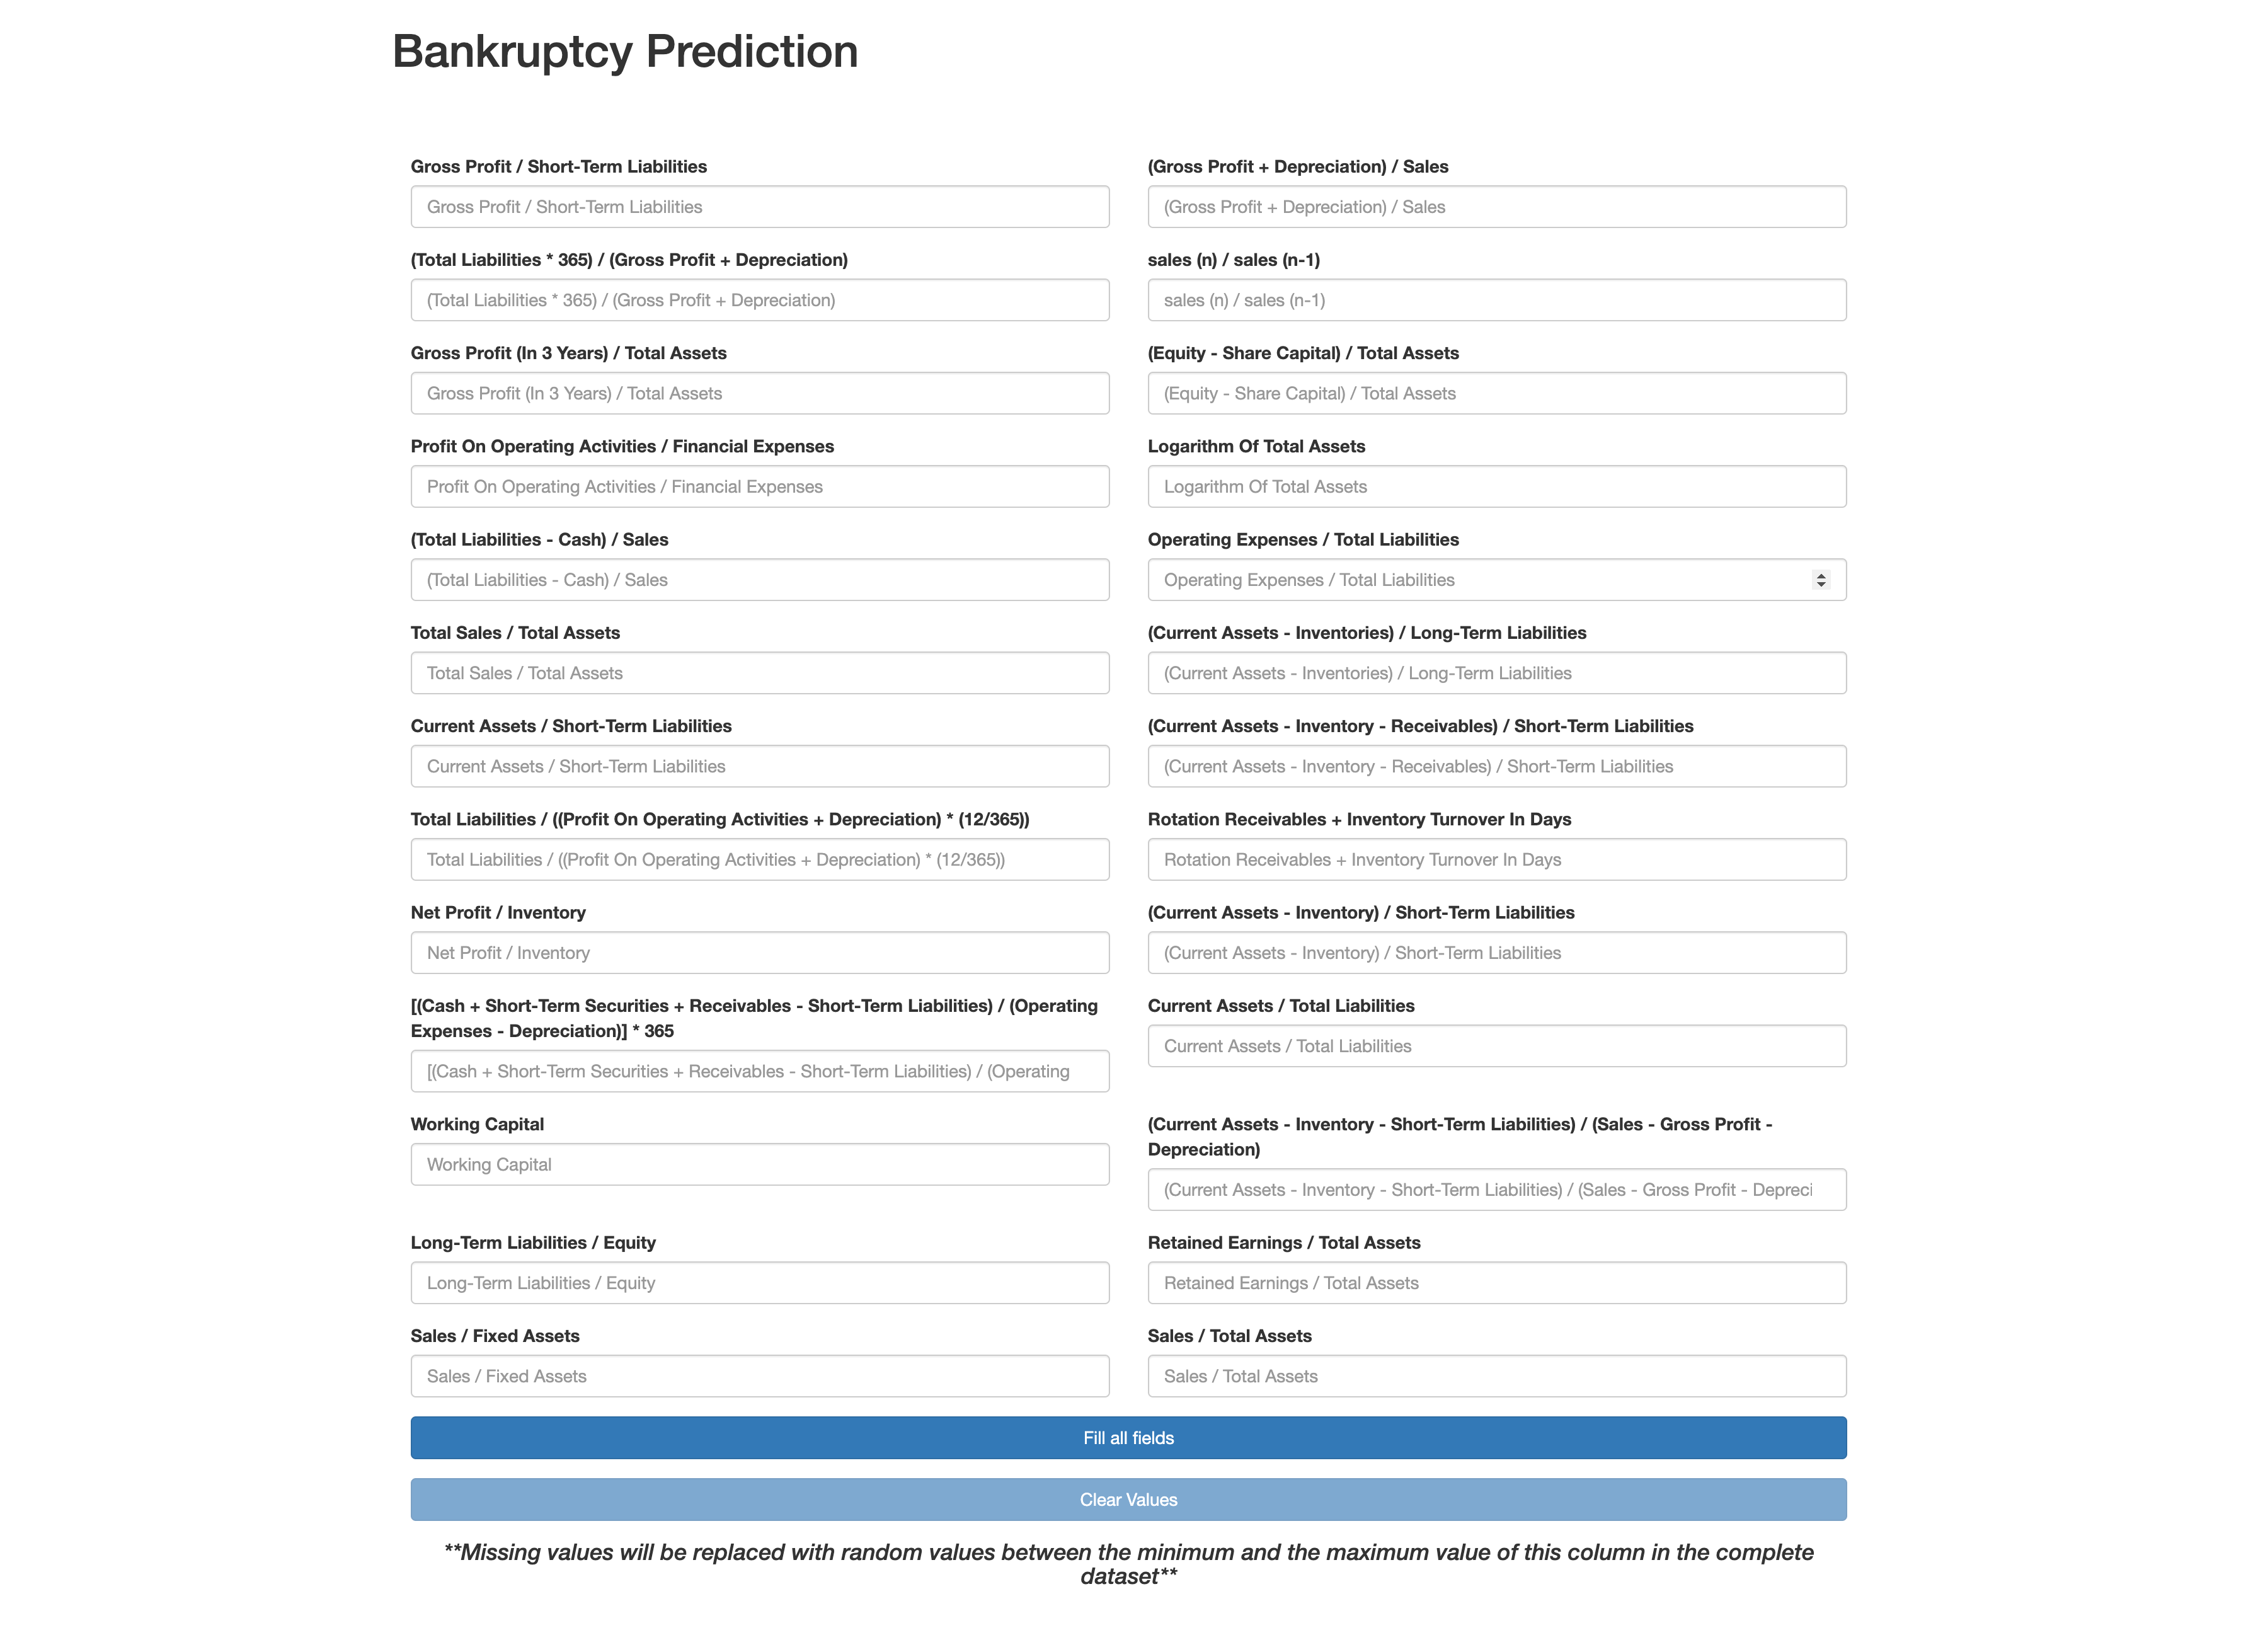 Bankruptcy Prediction
Gross Profit / Short-Term Liabilities
Gross Profit / Short-Term Liabilities
(Gross Profit + Depreciation) / Sales
(Gross Profit + Depreciation) / Sales
(Total Liabilities * 365) / (Gross Profit + Depreciation)
(Total Liabilities * 365) / (Gross Profit + Depreciation)
sales (n) / sales (n-1)
sales (n) / sales (n-1)
Gross Profit (In 3 Years) / Total Assets
Gross Profit (In 3 Years) / Total Assets
(Equity - Share Capital) / Total Assets
(Equity - Share Capital) / Total Assets
Profit On Operating Activities / Financial Expenses
Profit On Operating Activities / Financial Expenses
Logarithm Of Total Assets
Logarithm Of Total Assets
(Total Liabilities - Cash) / Sales
(Total Liabilities - Cash) / Sales
Operating Expenses / Total Liabilities
Operating Expenses / Total Liabilities
Total Sales / Total Assets
Total Sales / Total Assets
(Current Assets - Inventories) / Long-Term Liabilities
(Current Assets - Inventories) / Long-Term Liabilities
Current Assets / Short-Term Liabilities
Current Assets / Short-Term Liabilities
(Current Assets - Inventory - Receivables) / Short-Term Liabilities
(Current Assets - Inventory - Receivables) / Short-Term Liabilities
Total Liabilities / ((Profit On Operating Activities + Depreciation) * (12/365))
Total Liabilities / ((Profit On Operating Activities + Depreciation) * (12/365))
Rotation Receivables + Inventory Turnover In Days
Rotation Receivables + Inventory Turnover In Days
Net Profit / Inventory
Net Profit / Inventory
(Current Assets - Inventory) / Short-Term Liabilities
(Current Assets - Inventory) / Short-Term Liabilities
[(Cash + Short-Term Securities + Receivables - Short-Term Liabilities) / (Operating
Expenses - Depreciation)] * 365
[(Cash + Short-Term Securities + Receivables - Short-Term Liabilities) / (Operating
Current Assets / Total Liabilities
Current Assets / Total Liabilities
Working Capital
Working Capital
(Current Assets - Inventory - Short-Term Liabilities) / (Sales - Gross Profit -
Depreciation)
(Current Assets - Inventory - Short-Term Liabilities) / (Sales - Gross Profit - Depreci
Long-Term Liabilities / Equity
Long-Term Liabilities / Equity
Retained Earnings / Total Assets
Retained Earnings / Total Assets
Sales / Fixed Assets
Sales / Fixed Assets
Sales / Total Assets
Sales / Total Assets
Fill all fields
Clear Values
**Missing values will be replaced with random values between the minimum and the maximum value of this column in the complete
dataset**